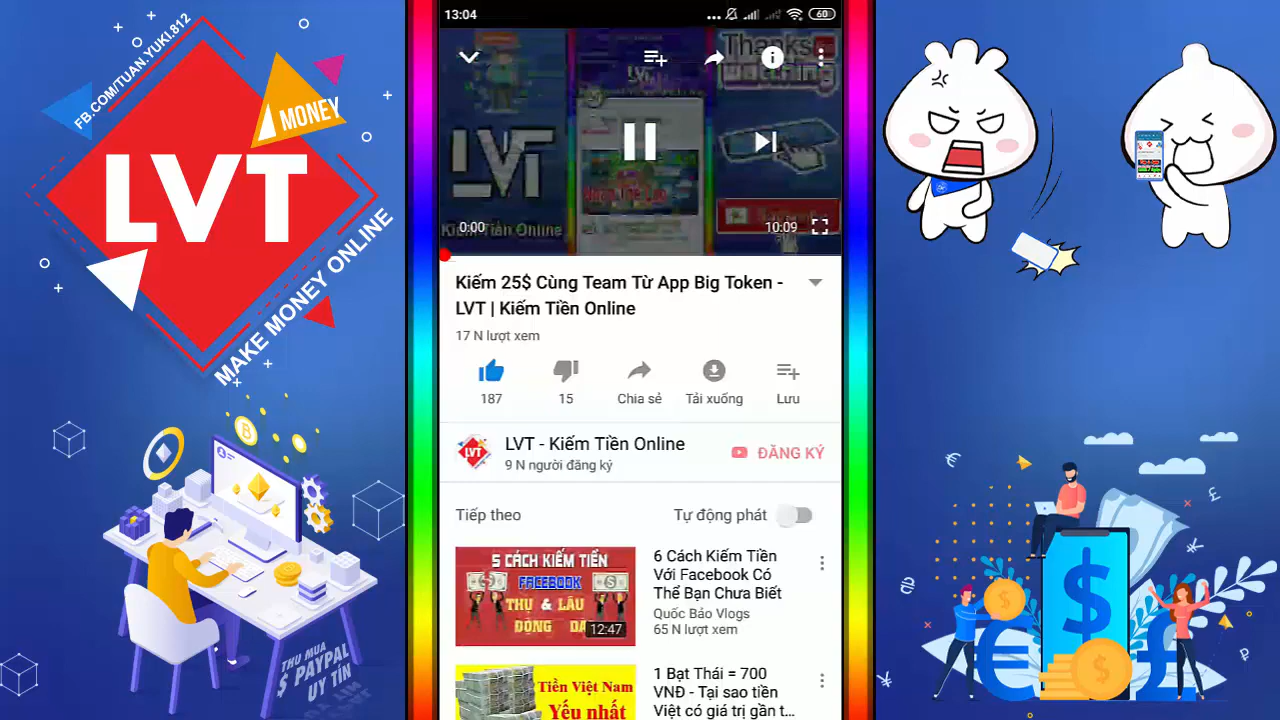 FB.COM/TUAN.YUKI.812
MONEY
LVT
MAKE MONEY ONLINE
THU MUA
$ PAYPAL
UY TÍN
13:04
60
Thanks
LVT
Kiếm Tiền Online
0:00
10:09
Kiếm 25$ Cùng Team Từ App Big Token -
LVT | Kiếm Tiền Online
17 N lượt xem
187
15
Chia sẻ
Tải xuống
Lưu
LVT
LVT - Kiếm Tiền Online
9 N người đăng ký
ĐĂNG KÝ
Tiếp theo
Tự động phát
5 CÁCH KIẾM TIỀN
FACEBOOK
THỤ & LÂU
ĐỘNG
12:47
6 Cách Kiếm Tiền
Với Facebook Có
Thể Bạn Chưa Biết
Quốc Bảo Vlogs
65 N lượt xem
Tiền Việt Nam
Yếu nhất
1 Bạt Thái = 700
VNĐ - Tại sao tiền
Việt có giá trị gần t...